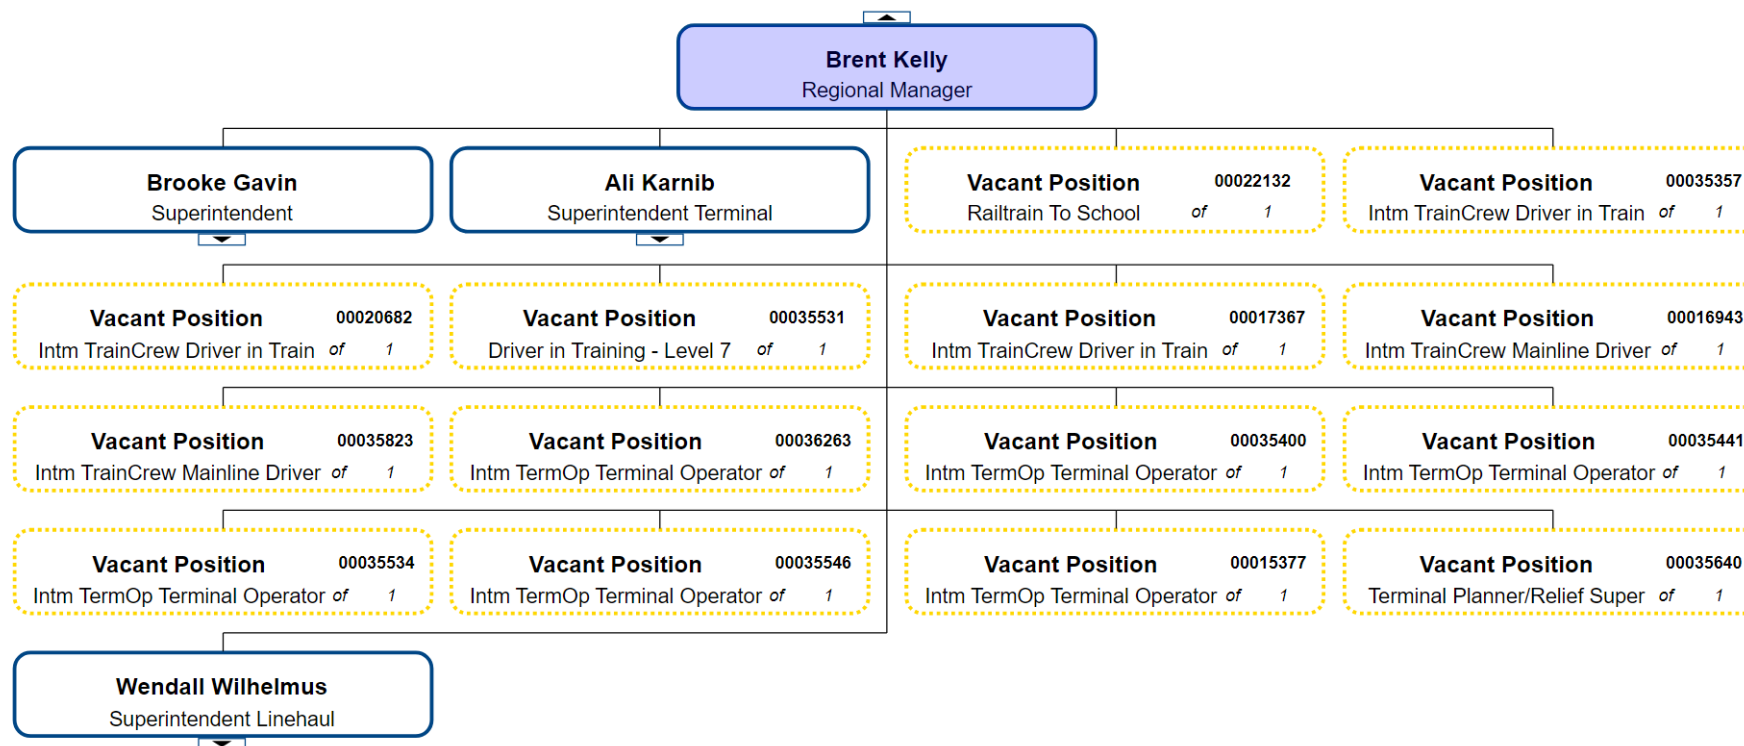 Brent Kelly
Regional Manager
Brooke Gavin
Superintendent
Ali Karnib
Superintendent Terminal
Vacant Position 00022132
Railtrain To School of 1
Vacant Position 00035357
Intm TrainCrew Driver in Train of 1
Vacant Position 00020682
Intm TrainCrew Driver in Train of 1
Vacant Position 00035531
Driver in Training - Level 7 of 1
Vacant Position 00017367
Intm TrainCrew Driver in Train of 1
Vacant Position 00016943
Intm TrainCrew Mainline Driver of 1
Vacant Position 00035823
Intm TrainCrew Mainline Driver of 1
Vacant Position 00036263
Intm TermOp Terminal Operator of 1
Vacant Position 00035400
Intm TermOp Terminal Operator of 1
Vacant Position 00035441
Intm TermOp Terminal Operator of 1
Vacant Position 00035534
Intm TermOp Terminal Operator of 1
Vacant Position 00035546
Intm TermOp Terminal Operator of 1
Vacant Position 00015377
Intm TermOp Terminal Operator of 1
Vacant Position 00035640
Terminal Planner/Relief Super of 1
Wendall Wilhelmus
Superintendent Linehaul